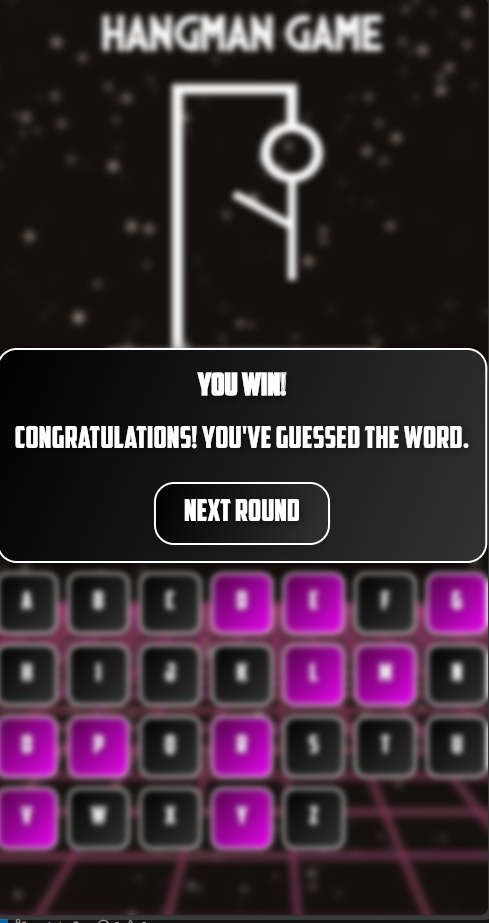 HANGMAN GAME
YOU WIN!
CONGRATULATIONS! YOU'VE GUESSED THE WORD.
NEXT ROUND
A B C D E F G
H I J K L M N
O P Q R S T U
V W X Y Z